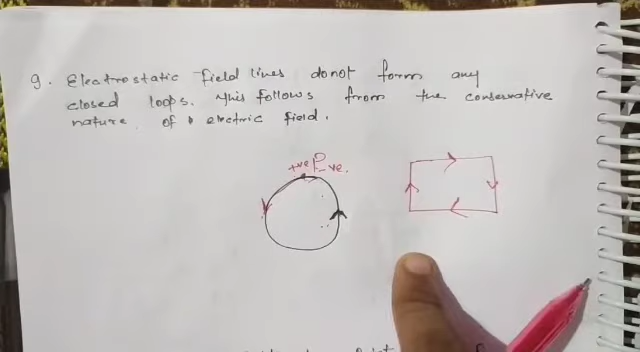 9. Electrostatic field lines donot form any
closed loops. This follows from the conservative
nature of electric field.
P
+ve -ve.